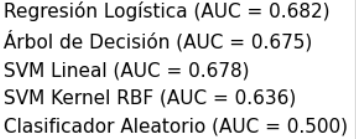 Regresión Logística (AUC = 0.682)
Árbol de Decisión (AUC = 0.675)
SVM Lineal (AUC = 0.678)
SVM Kernel RBF (AUC = 0.636)
Clasificador Aleatorio (AUC = 0.500)